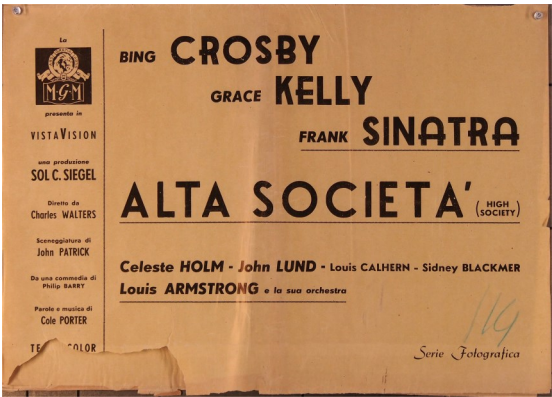 La
M-G-M
presenta in
VISTAVISION
una produzione
SOL C. SIEGEL
Diretto da
Charles WALTERS
Sceneggiatura di
John PATRICK
Da una commedia di
Philip BARRY
Parole e musica di
Cole PORTER
BING CROSBY
GRACE KELLY
FRANK SINATRA
ALTA SOCIETA' (HIGH SOCIETY)
Celeste HOLM - John LUND - Louis CALHERN - Sidney BLACKMER
Louis ARMSTRONG e la sua orchestra
119
Serie Fotografica